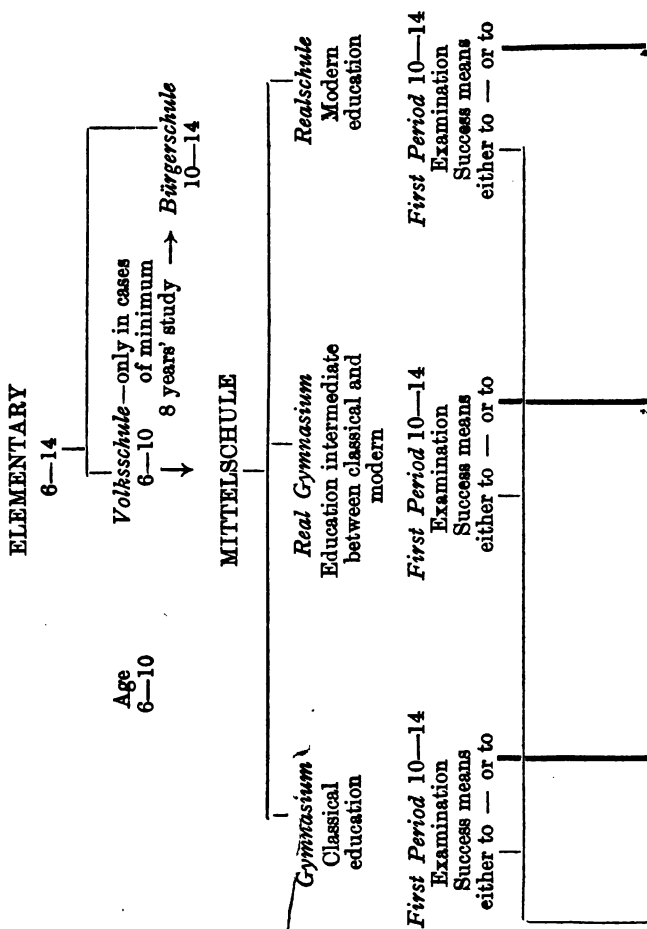 ELEMENTARY
6—14
Volksschule—only in cases
6—10 of minimum
8 years' study → Bürgerschule
10—14
Age
6—10
MITTELSCHULE
Gymnasium
Classical
education
Real Gymnasium
Education intermediate
between classical and
modern
Realschule
Modern
education
First Period 10—14
Examination
Success means
either to — or to
First Period 10—14
Examination
Success means
either to — or to
First Period 10—14
Examination
Success means
either to — or to